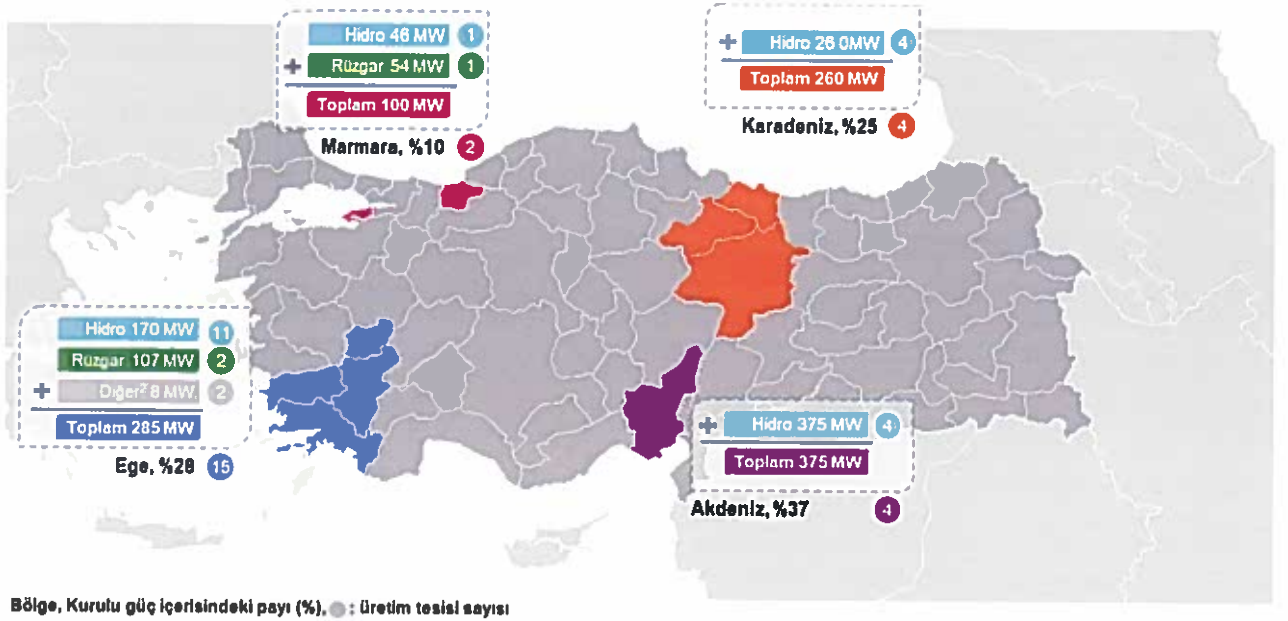 Hidro 46 MW 1
+ Rüzgar 54 MW 1
Toplam 100 MW
Marmara, %10 2
+ Hidro 26 0MW 4
Toplam 260 MW
Karadeniz, %25 4
Hidro 170 MW 11
Rüzgar 107 MW 2
+ Diğer² 8 MW 2
Toplam 285 MW
Ege, %28 15
+ Hidro 375 MW 4
Toplam 375 MW
Akdeniz, %37 4
Bölge, Kurulu güç içerisindeki payı (%), : üretim tesisi sayısı